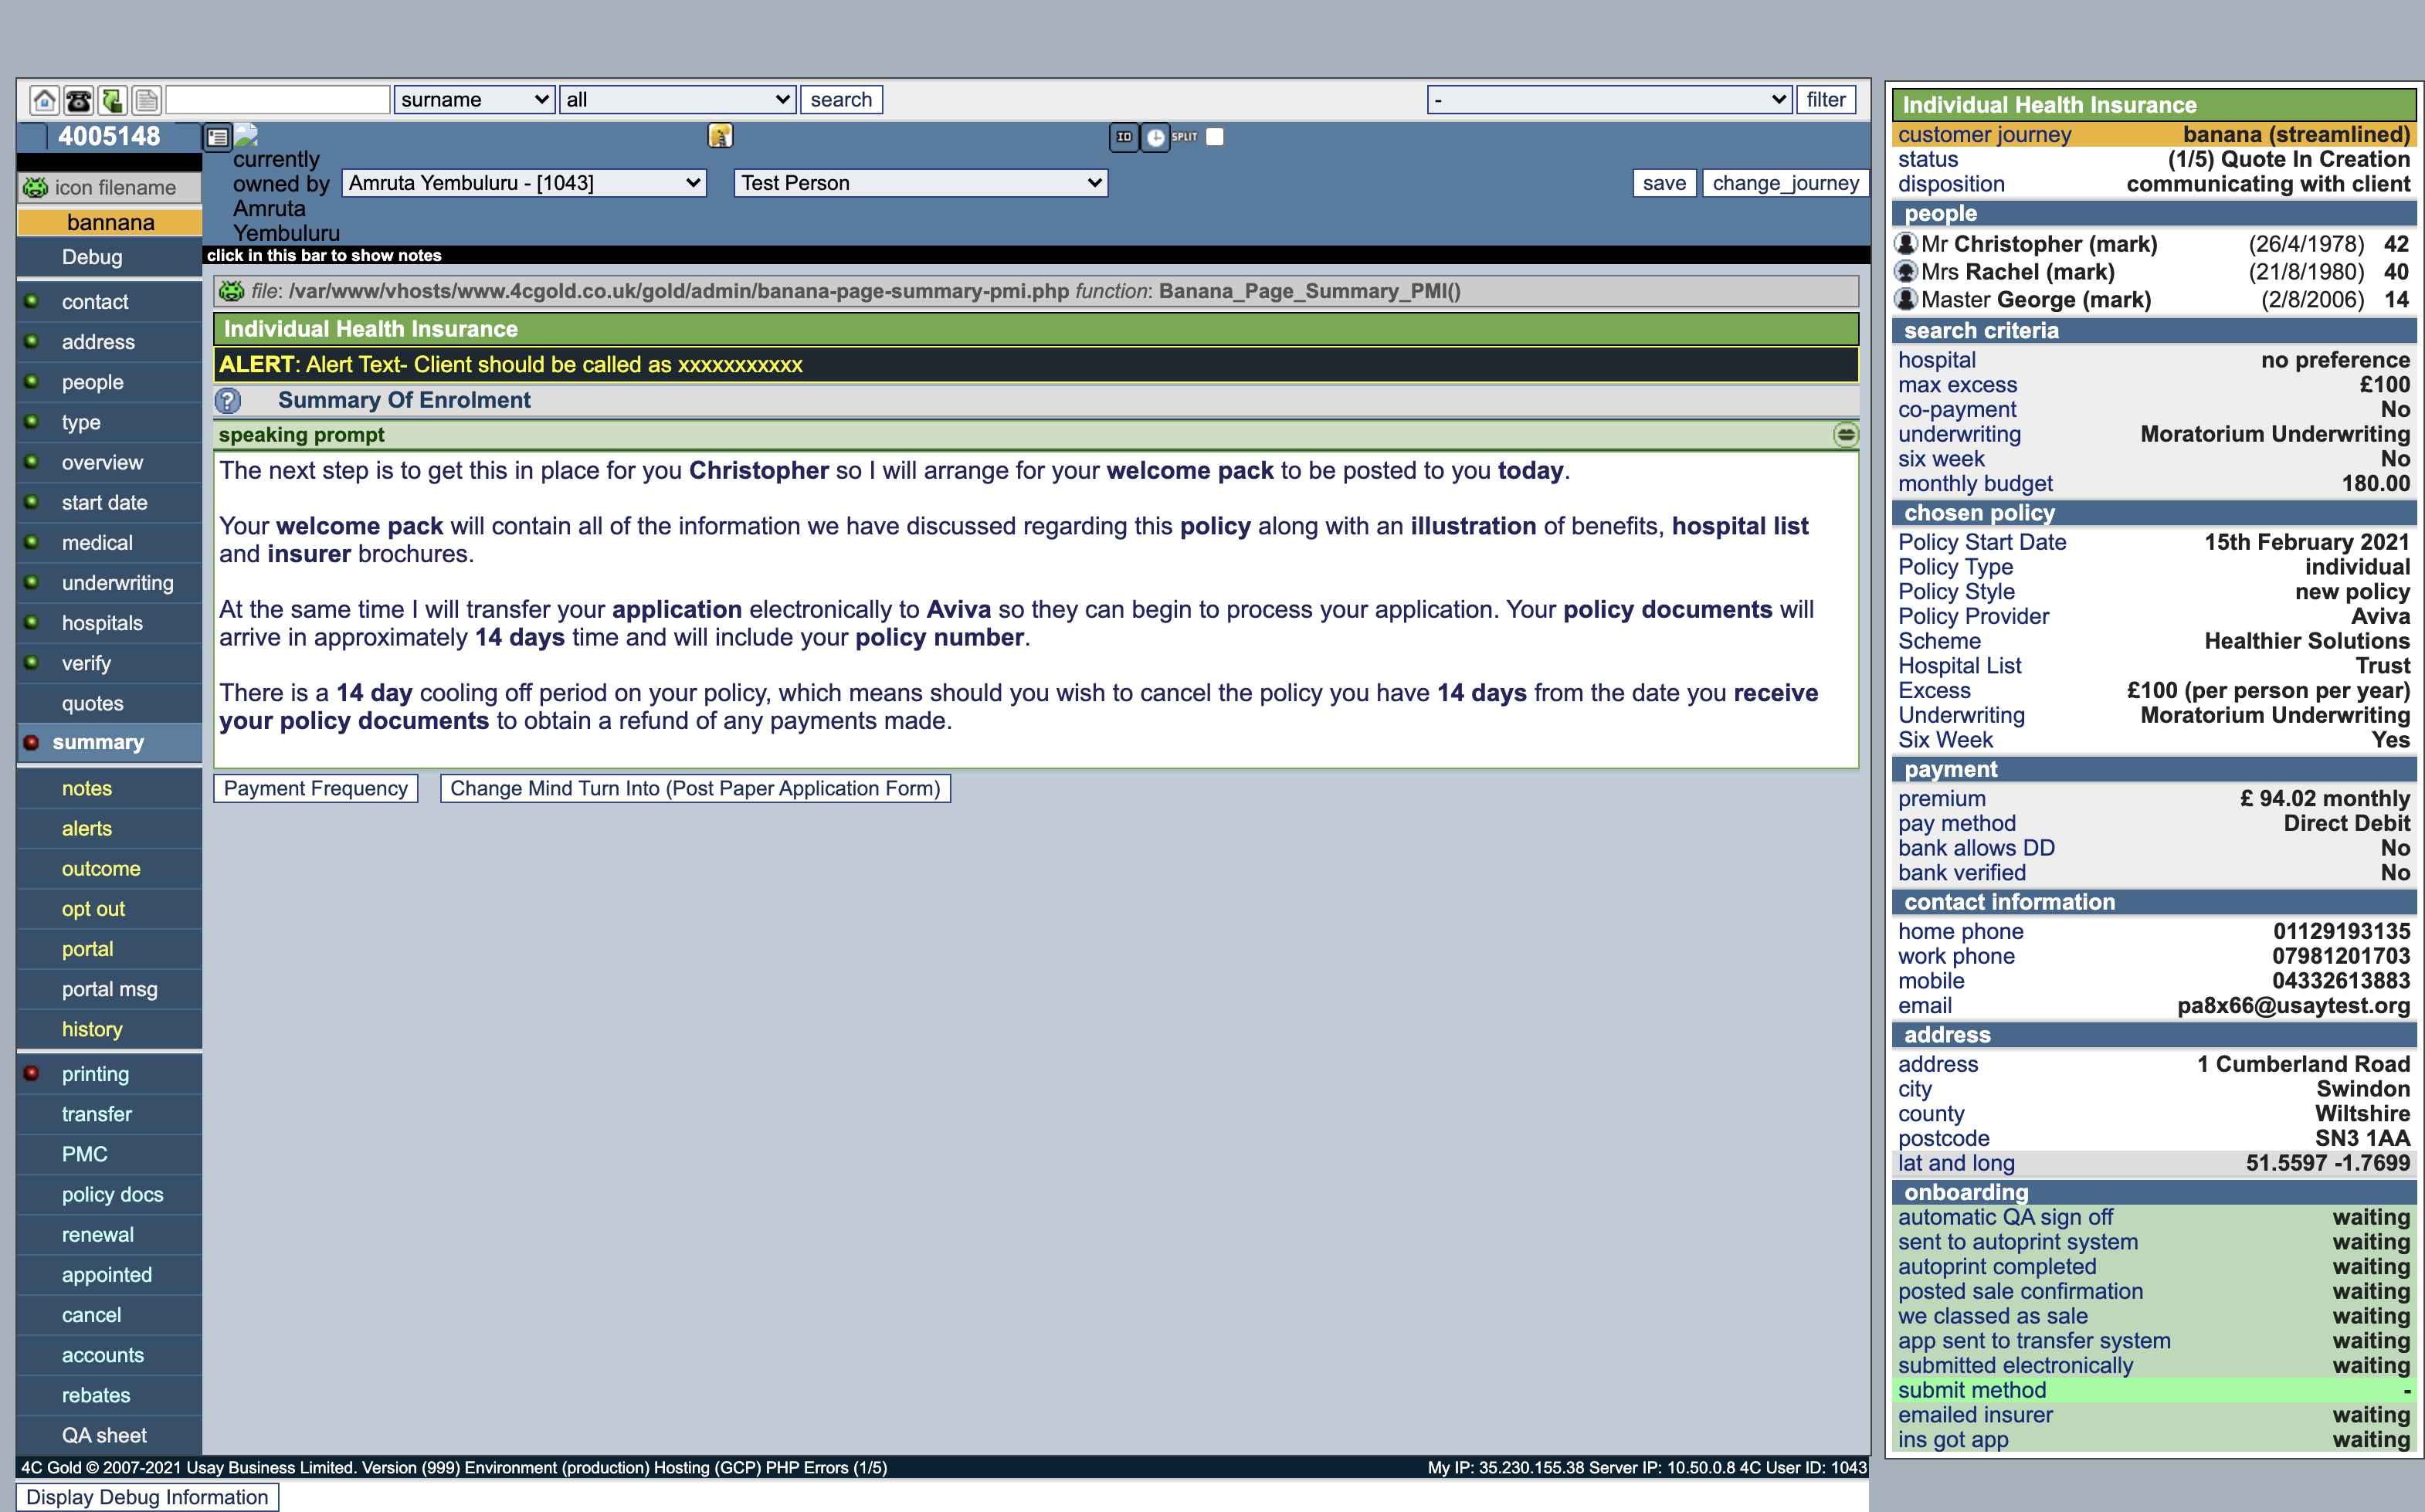 surname all search - filter
4005148 IO SPLIT
icon filename
bannana
Debug
contact
address
people
type
overview
start date
medical
underwriting
hospitals
verify
quotes
summary
notes
alerts
outcome
opt out
portal
portal msg
history
printing
transfer
PMC
policy docs
renewal
appointed
cancel
accounts
rebates
QA sheet
currently
owned by
Amruta
Yembuluru
Amruta Yembuluru - [1043] Test Person save change_journey
click in this bar to show notes
file: /var/www/vhosts/www.4cgold.co.uk/gold/admin/banana-page-summary-pmi.php function: Banana_Page_Summary_PMI()
Individual Health Insurance
ALERT: Alert Text- Client should be called as xxxxxxxxxxx
? Summary Of Enrolment
speaking prompt
The next step is to get this in place for you Christopher so I will arrange for your welcome pack to be posted to you today.
Your welcome pack will contain all of the information we have discussed regarding this policy along with an illustration of benefits, hospital list
and insurer brochures.
At the same time I will transfer your application electronically to Aviva so they can begin to process your application. Your policy documents will
arrive in approximately 14 days time and will include your policy number.
There is a 14 day cooling off period on your policy, which means should you wish to cancel the policy you have 14 days from the date you receive
your policy documents to obtain a refund of any payments made.
Payment Frequency Change Mind Turn Into (Post Paper Application Form)
4C Gold © 2007-2021 Usay Business Limited. Version (999) Environment (production) Hosting (GCP) PHP Errors (1/5) My IP: 35.230.155.38 Server IP: 10.50.0.8 4C User ID: 1043
Display Debug Information
Individual Health Insurance
customer journey banana (streamlined)
status (1/5) Quote In Creation
disposition communicating with client
people
Mr Christopher (mark) (26/4/1978) 42
Mrs Rachel (mark) (21/8/1980) 40
Master George (mark) (2/8/2006) 14
search criteria
hospital no preference
max excess £100
co-payment No
underwriting Moratorium Underwriting
six week No
monthly budget 180.00
chosen policy
Policy Start Date 15th February 2021
Policy Type individual
Policy Style new policy
Policy Provider Aviva
Scheme Healthier Solutions
Hospital List Trust
Excess £100 (per person per year)
Underwriting Moratorium Underwriting
Six Week Yes
payment
premium £ 94.02 monthly
pay method Direct Debit
bank allows DD No
bank verified No
contact information
home phone 01129193135
work phone 07981201703
mobile 04332613883
email pa8x66@usaytest.org
address
address 1 Cumberland Road
city Swindon
county Wiltshire
postcode SN3 1AA
lat and long 51.5597 -1.7699
onboarding
automatic QA sign off waiting
sent to autoprint system waiting
autoprint completed waiting
posted sale confirmation waiting
we classed as sale waiting
app sent to transfer system waiting
submitted electronically waiting
submit method -
emailed insurer waiting
ins got app waiting